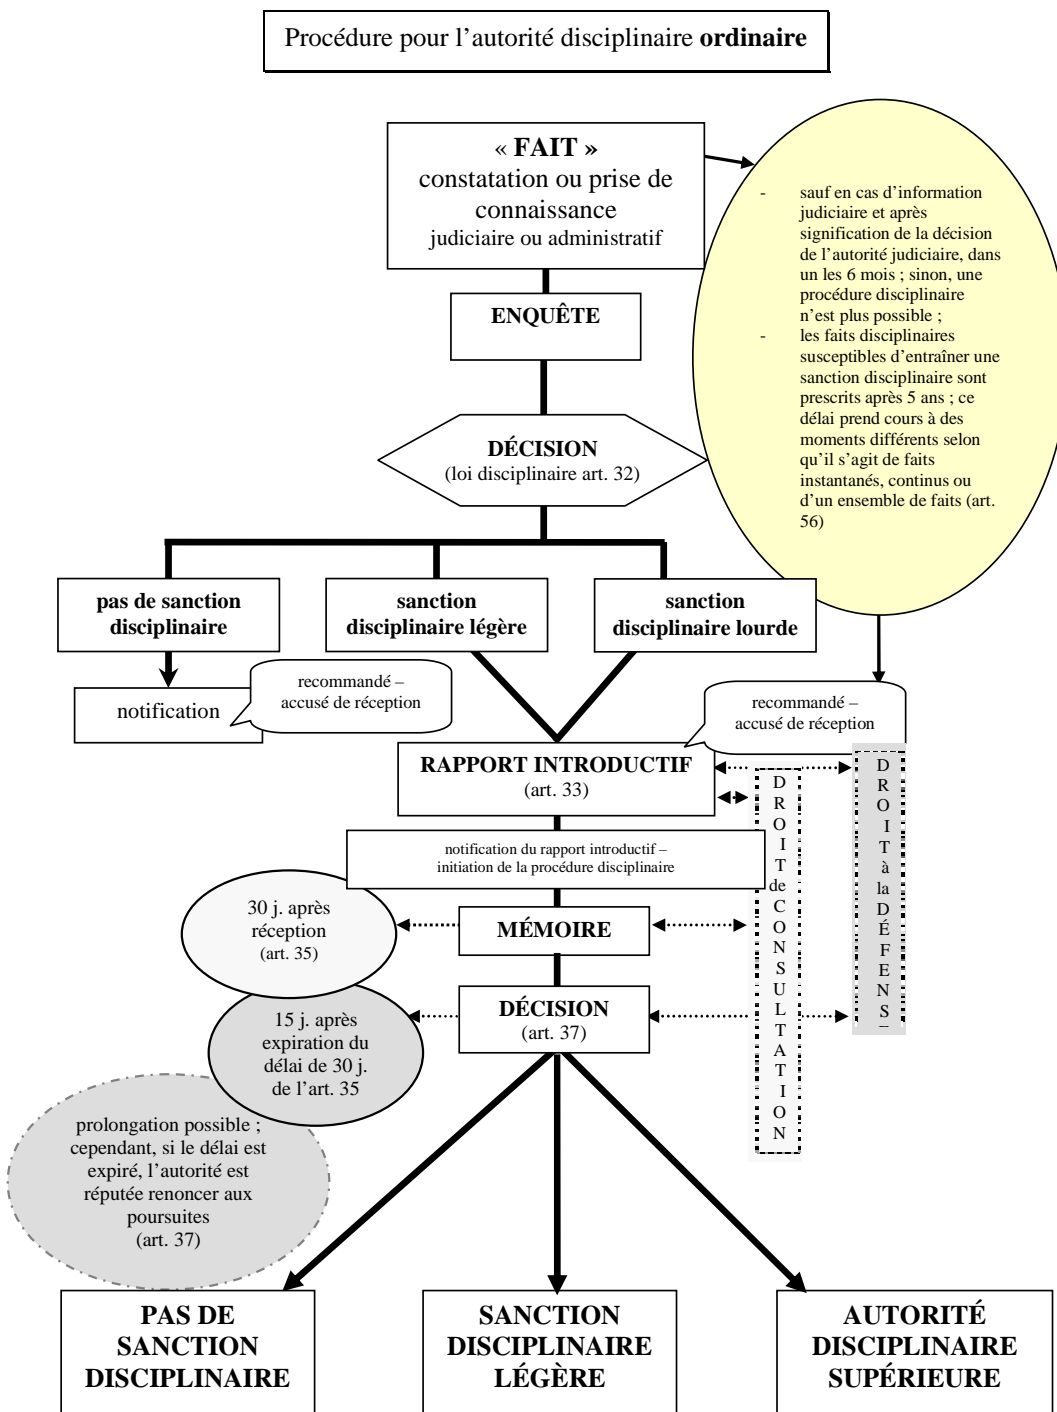 Procédure pour l’autorité disciplinaire ordinaire
« FAIT »
constatation ou prise de
connaissance
judiciaire ou administratif
- sauf en cas d’information
judiciaire et après
signification de la décision
de l’autorité judiciaire, dans
un les 6 mois ; sinon, une
procédure disciplinaire
n’est plus possible ;
- les faits disciplinaires
susceptibles d’entraîner une
sanction disciplinaire sont
prescrits après 5 ans ; ce
délai prend cours à des
moments différents selon
qu’il s’agit de faits
instantanés, continus ou
d’un ensemble de faits (art.
56)
ENQUÊTE
DÉCISION
(loi disciplinaire art. 32)
pas de sanction
disciplinaire
sanction
disciplinaire légère
sanction
disciplinaire lourde
notification
recommandé –
accusé de réception
recommandé –
accusé de réception
RAPPORT INTRODUCTIF
(art. 33)
D
R
O
I
T
de
C
O
N
S
U
L
T
A
T
I
O
N
D
R
O
I
T
à
la
D
É
F
E
N
S
notification du rapport introductif –
initiation de la procédure disciplinaire
30 j. après
réception
(art. 35)
MÉMOIRE
15 j. après
expiration du
délai de 30 j.
de l’art. 35
DÉCISION
(art. 37)
prolongation possible ;
cependant, si le délai est
expiré, l’autorité est
réputée renoncer aux
poursuites
(art. 37)
PAS DE
SANCTION
DISCIPLINAIRE
SANCTION
DISCIPLINAIRE
LÉGÈRE
AUTORITÉ
DISCIPLINAIRE
SUPÉRIEURE